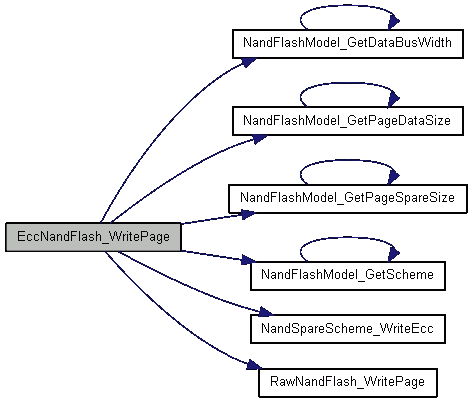 NandFlashModel_GetDataBusWidth
NandFlashModel_GetPageDataSize
NandFlashModel_GetPageSpareSize
EccNandFlash_WritePage
NandFlashModel_GetScheme
NandSpareScheme_WriteEcc
RawNandFlash_WritePage